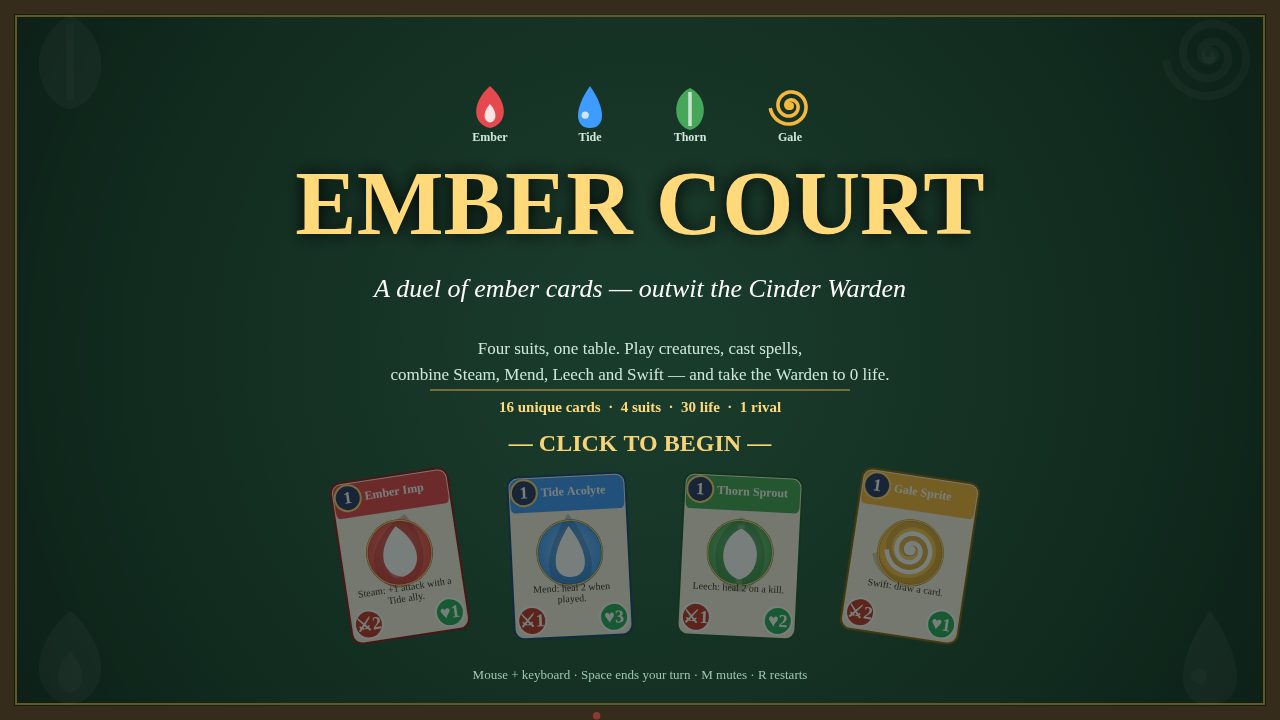 Ember
Tide
Thorn
Gale
EMBER COURT
A duel of ember cards — outwit the Cinder Warden
Four suits, one table. Play creatures, cast spells,
combine Steam, Mend, Leech and Swift — and take the Warden to 0 life.
16 unique cards · 4 suits · 30 life · 1 rival
— CLICK TO BEGIN —
1 Ember Imp
Steam: +1 attack with a
Tide ally.
⚔2 ♥1
1 Tide Acolyte
Mend: heal 2 when
played.
⚔1 ♥3
1 Thorn Sprout
Leech: heal 2 on a kill.
⚔1 ♥2
1 Gale Sprite
Swift: draw a card.
⚔2 ♥1
Mouse + keyboard · Space ends your turn · M mutes · R restarts